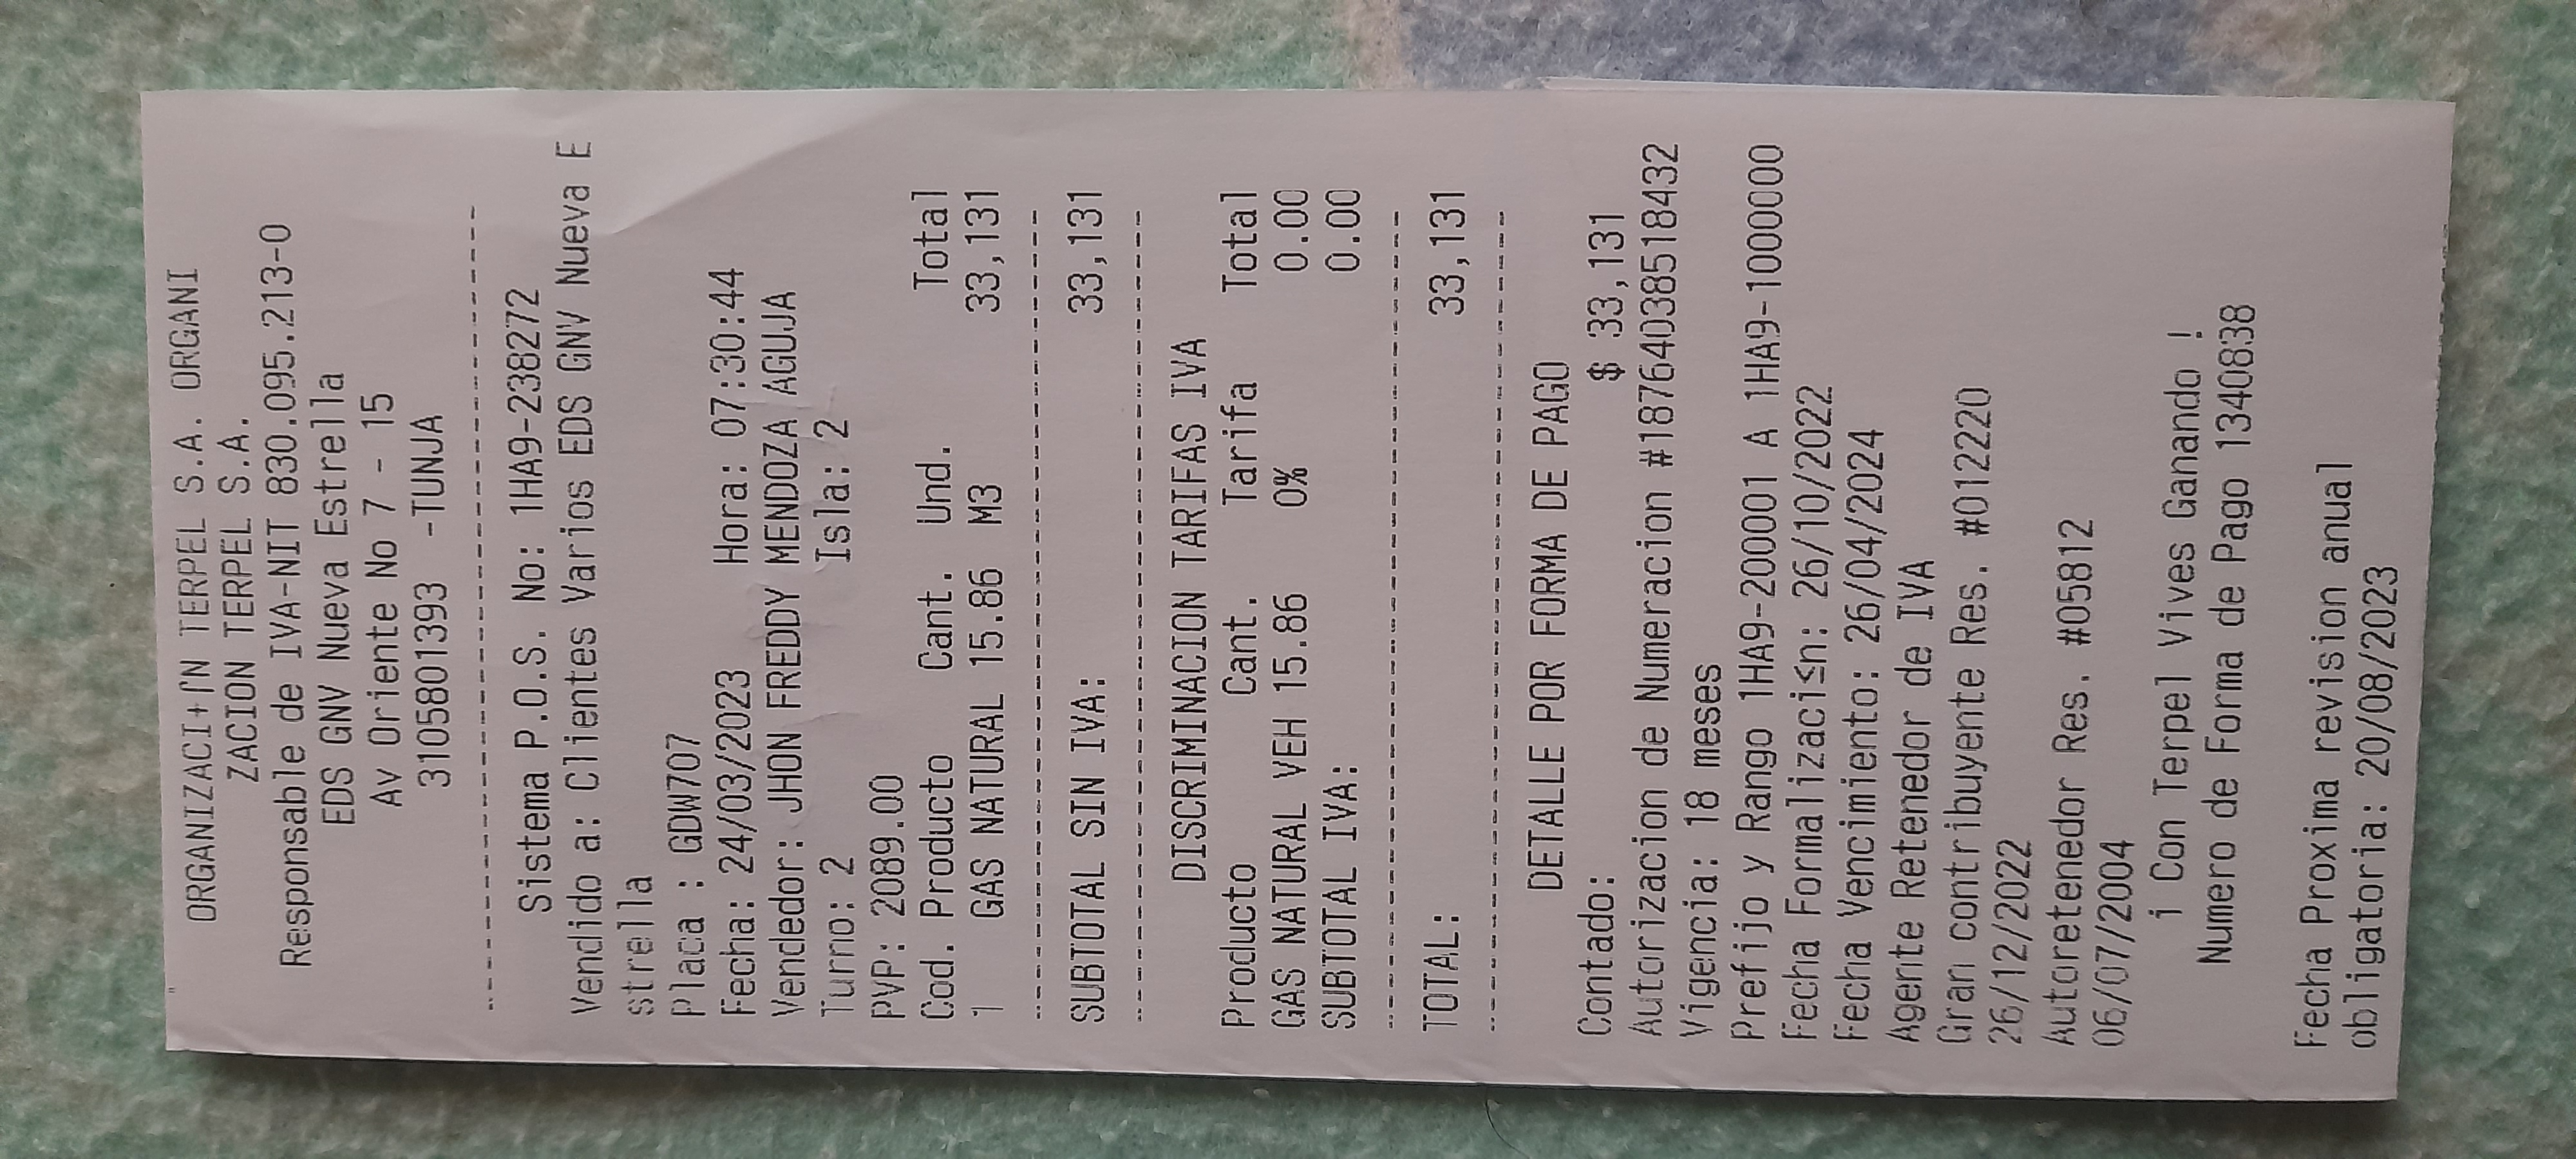 ORGANIZACI+ſN TERPEL S.A. ORGANI
ZACION TERPEL S.A.
Responsable de IVA-NIT 830.095.213-0
EDS GNV Nueva Estrella
Av Oriente No 7 - 15
3105801393 -TUNJA
Sistema P.O.S. No: 1HA9-238272
Vendido a: Clientes Varios EDS GNV Nueva E
strella
Placa : GDW707
Fecha: 24/03/2023 Hora: 07:30:44
Vendedor: JHON FREDDY MENDOZA AGUJA
Turno: 2 Isla: 2
PVP: 2089.00
Cod. Producto Cant. Und. Total
1 GAS NATURAL 15.86 M3 33,131
SUBTOTAL SIN IVA: 33,131
DISCRIMINACION TARIFAS IVA
Producto Cant. Tarifa Total
GAS NATURAL VEH 15.86 0% 0.00
SUBTOTAL IVA: 0.00
TOTAL: 33,131
DETALLE POR FORMA DE PAGO
Contado: $ 33,131
Autorizacion de Numeracion #18764038518432
Vigencia: 18 meses
Prefijo y Rango 1HA9-200001 A 1HA9-1000000
Fecha Formalizaci≤n: 26/10/2022
Fecha Vencimiento: 26/04/2024
Agente Retenedor de IVA
Gran contribuyente Res. #012220
26/12/2022
Autoretenedor Res. #05812
06/07/2004
¡ Con Terpel Vives Ganando !
Numero de Forma de Pago 1340838
Fecha Proxima revision anual
obligatoria: 20/08/2023